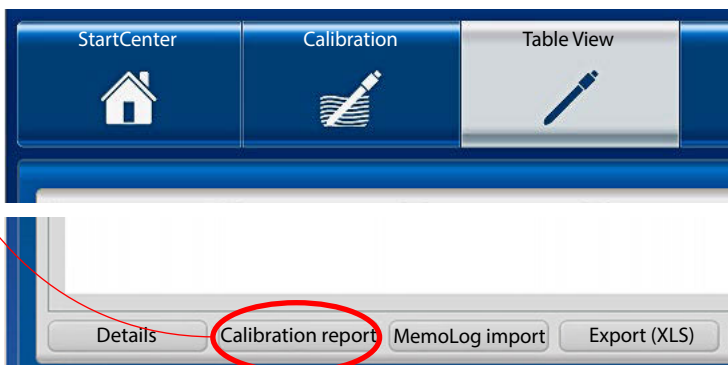 StartCenter Calibration Table View
Details Calibration report MemoLog import Export (XLS)